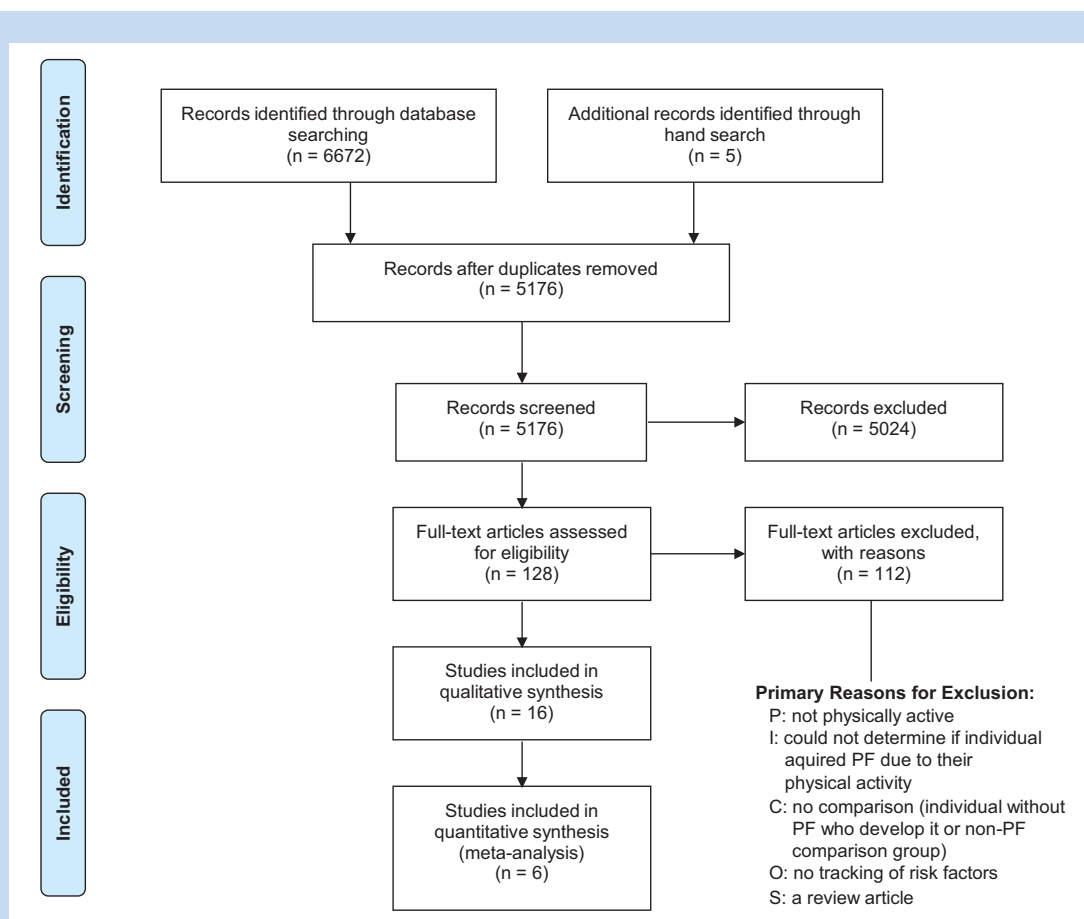 Identification
Records identified through database
searching
(n = 6672)
Additional records identified through
hand search
(n = 5)
Records after duplicates removed
(n = 5176)
Screening
Records screened
(n = 5176)
Records excluded
(n = 5024)
Eligibility
Full-text articles assessed
for eligibility
(n = 128)
Full-text articles excluded,
with reasons
(n = 112)
Studies included in
qualitative synthesis
(n = 16)
Included
Studies included in
quantitative synthesis
(meta-analysis)
(n = 6)
Primary Reasons for Exclusion:
P: not physically active
I: could not determine if individual
aquired PF due to their
physical activity
C: no comparison (individual without
PF who develop it or non-PF
comparison group)
O: no tracking of risk factors
S: a review article